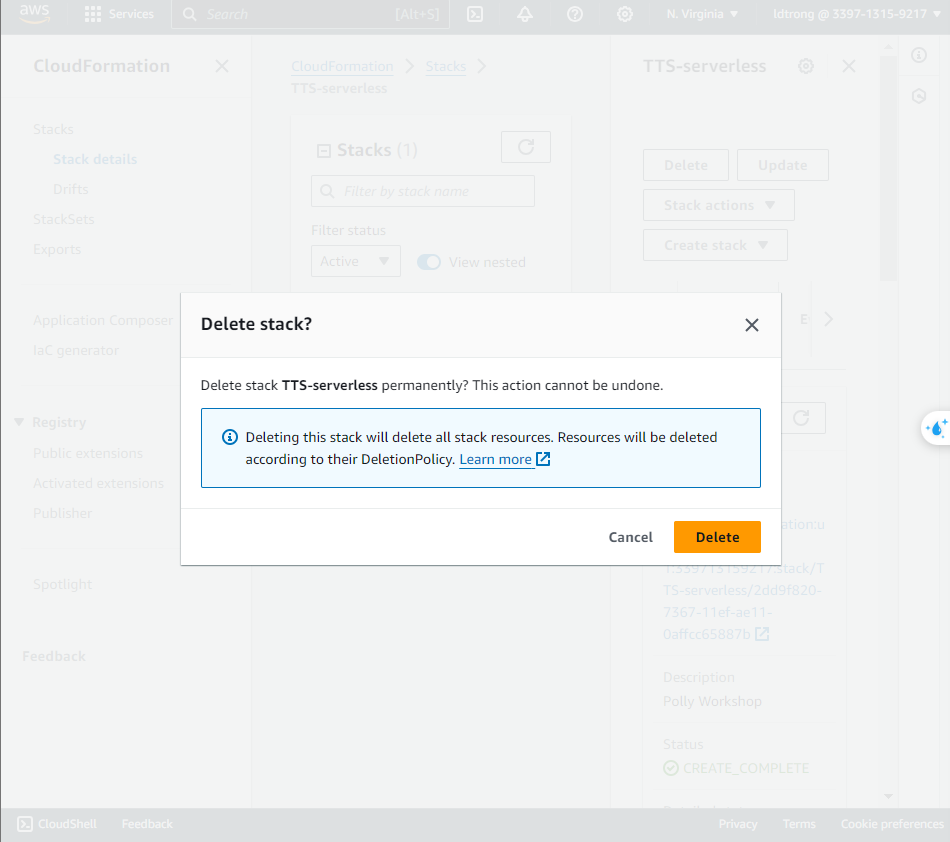 aws
Services
Search
[Alt+S]
N. Virginia
ldtrong @ 3397-1315-9217
CloudFormation
Stacks
Stack details
Drifts
StackSets
Exports
Application Composer
IaC generator
Registry
Public extensions
Activated extensions
Publisher
Spotlight
Feedback
CloudFormation
Stacks
TTS-serverless
Stacks (1)
Filter by stack name
Filter status
Active
View nested
TTS-serverless
Delete
Update
Stack actions
Create stack
Delete stack?
Delete stack TTS-serverless permanently? This action cannot be undone.
Deleting this stack will delete all stack resources. Resources will be deleted
according to their DeletionPolicy. Learn more
Cancel
Delete
ation:u
1:339713159217:stack/T
TS-serverless/2dd9f820-
7367-11ef-ae11-
0affcc65887b
Description
Polly Workshop
Status
CREATE_COMPLETE
CloudShell
Feedback
Privacy
Terms
Cookie preferences